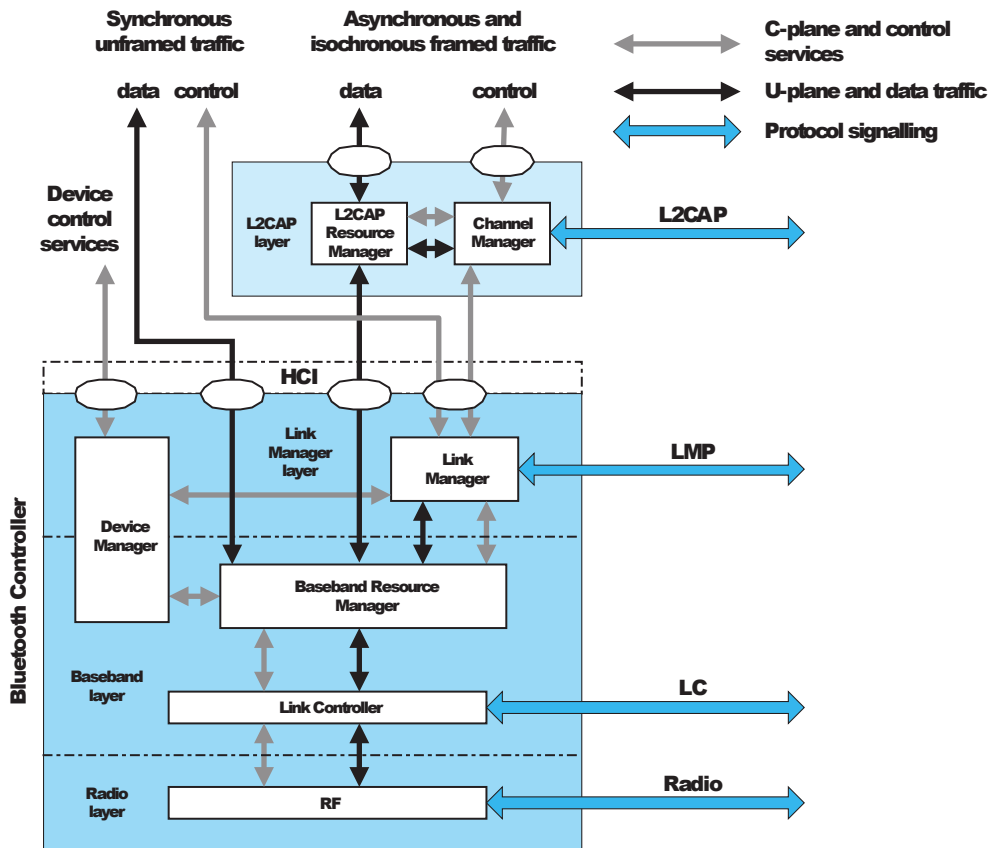 Synchronous
unframed traffic
Asynchronous and
isochronous framed traffic
C-plane and control
services
U-plane and data traffic
Protocol signalling
data
control
data
control
Device
control
services
L2CAP
layer
L2CAP
Resource
Manager
Channel
Manager
L2CAP
HCI
Link
Manager
layer
Link
Manager
LMP
Bluetooth Controller
Device
Manager
Baseband Resource
Manager
Baseband
layer
Link Controller
LC
Radio
layer
RF
Radio